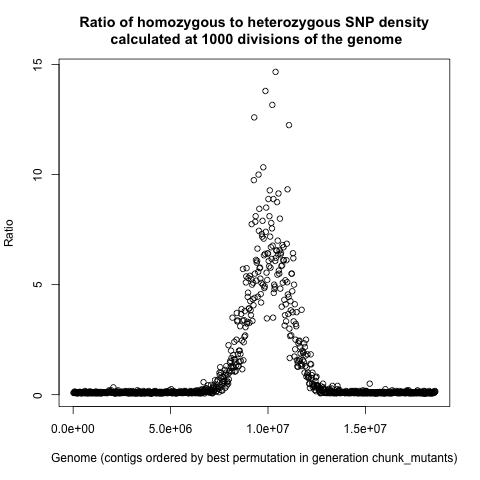 Ratio of homozygous to heterozygous SNP density
calculated at 1000 divisions of the genome
15
10
5
0
Ratio
0.0e+00 5.0e+06 1.0e+07 1.5e+07
Genome (contigs ordered by best permutation in generation chunk_mutants)